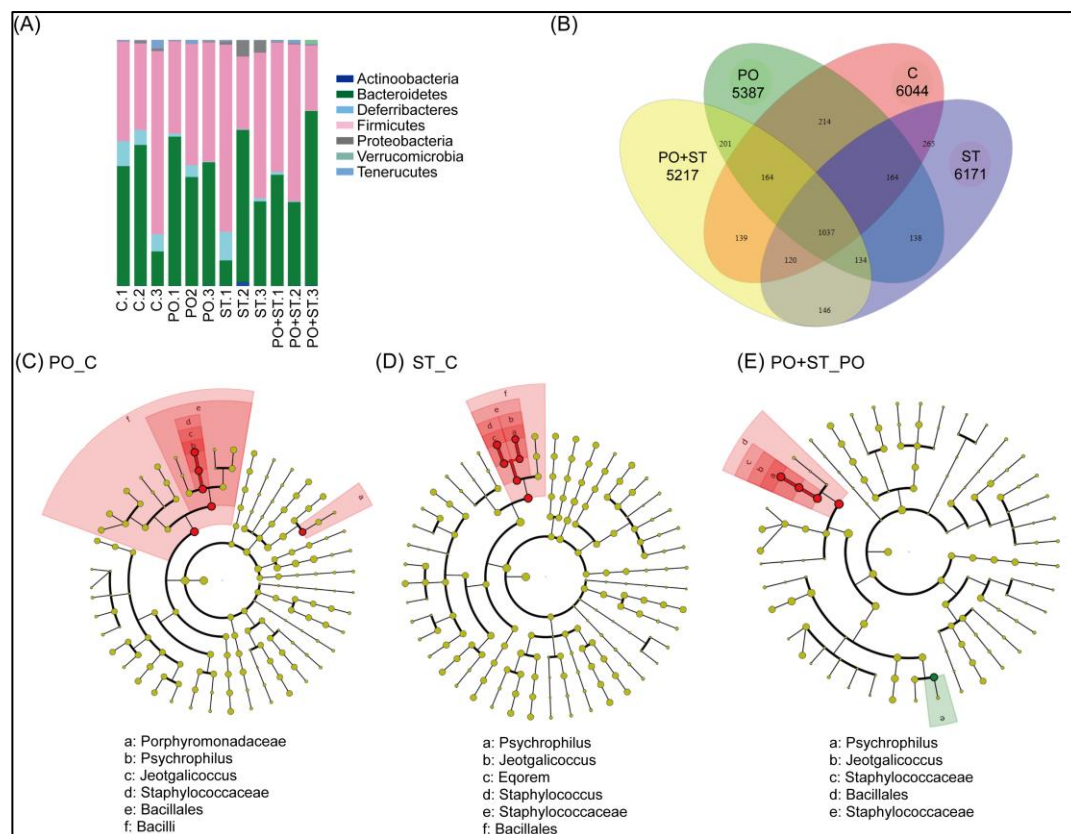 (A)
Actinoobacteria
Bacteroidetes
Deferribacteres
Firmicutes
Proteobacteria
Verrucomicrobia
Tenerucutes
C.1
C.2
C.3
PO.1
PO2
PO.3
ST.1
ST.2
ST.3
PO+ST.1
PO+ST.2
PO+ST.3
(B)
PO
5387
C
6044
PO+ST
5217
ST
6171
214
201
265
164
164
139
1037
138
120
134
146
(C) PO_C
f
e
d
c
b
a
a: Porphyromonadaceae
b: Psychrophilus
c: Jeotgalicoccus
d: Staphylococcaceae
e: Bacillales
f: Bacilli
(D) ST_C
f
e
d
b
c
a
a: Psychrophilus
b: Jeotgalicoccus
c: Eqorem
d: Staphylococcus
e: Staphylococcaceae
f: Bacillales
(E) PO+ST_PO
d
c
b
a
e
a: Psychrophilus
b: Jeotgalicoccus
c: Staphylococcaceae
d: Bacillales
e: Staphylococcaceae